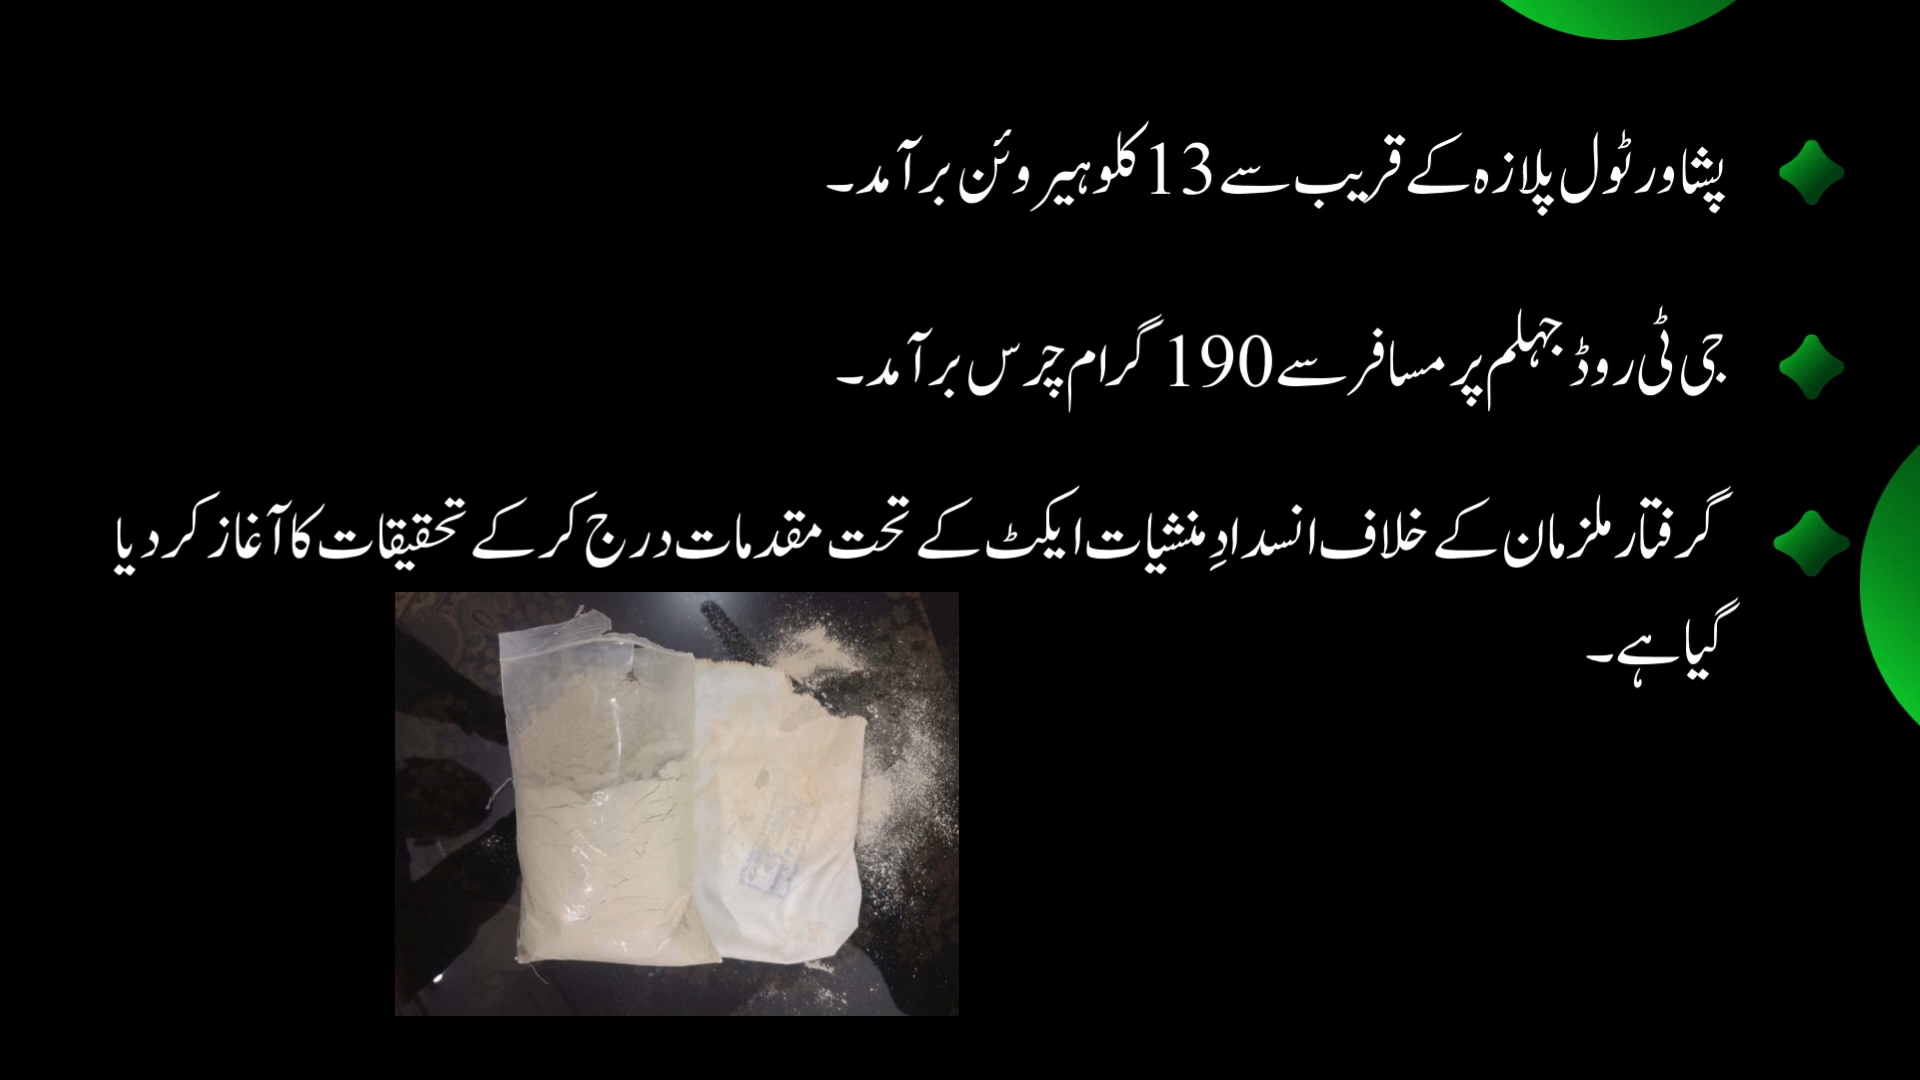 پشاور ٹول پلازہ کے قریب سے 13 کلو ہیروئن برآمد۔
جی ٹی روڈ جہلم پر مسافر سے 190 گرام چرس برآمد۔
گرفتار ملزمان کے خلاف انسدادِ منشیات ایکٹ کے تحت مقدمات درج کر کے تحقیقات کا آغاز کر دیا
گیا ہے۔